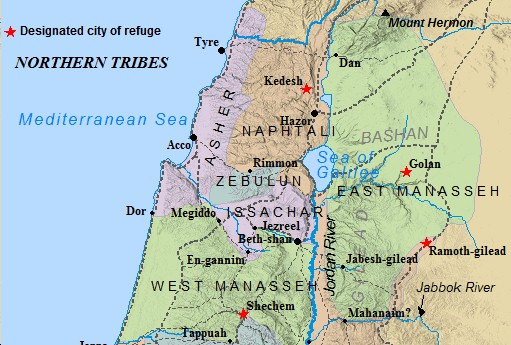 Designated city of refuge
NORTHERN TRIBES
Mount Hermon
Tyre
Dan
Kedesh
Hazor
Mediterranean Sea
ASHER
NAPHTALI
BASHAN
Acco
Rimmon
Sea of
Galilee
Golan
ZEBULUN
EAST MANASSEH
Dor
Megiddo
ISSACHAR
Jezreel
Beth-shan
Jordan River
GILEAD
Ramoth-gilead
En-gannim
Jabesh-gilead
WEST MANASSEH
Jabbok River
Shechem
Mahanaim?
Tappuah